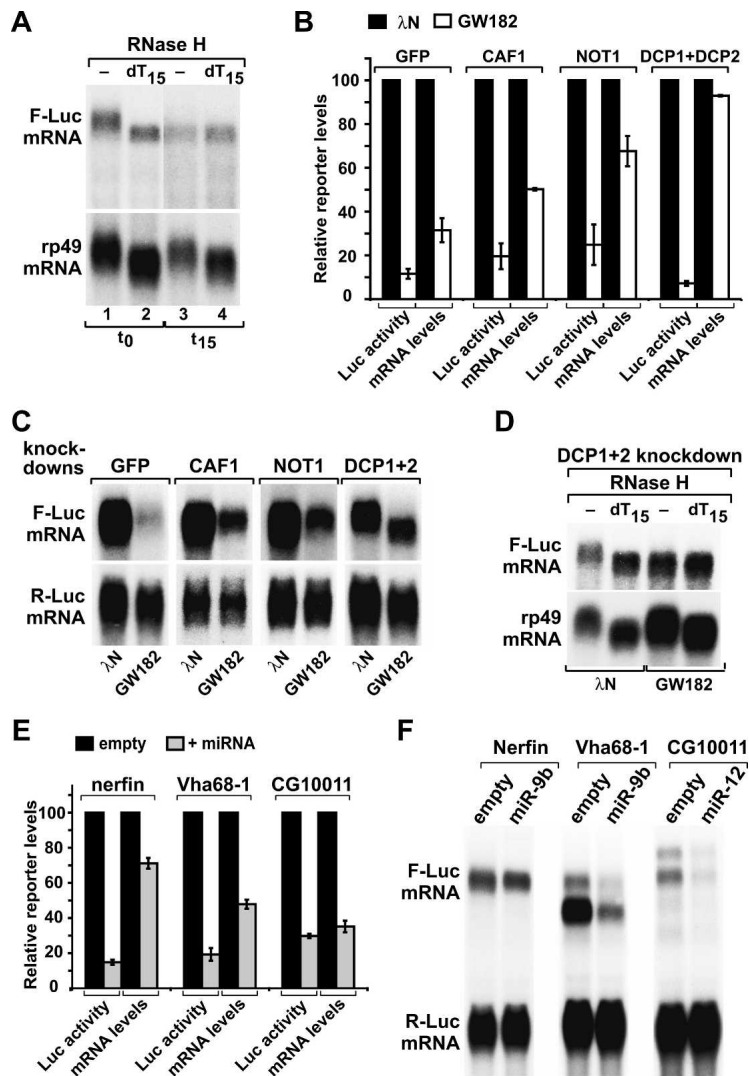 A
RNase H
– dT15 – dT15
F-Luc
mRNA
rp49
mRNA
1 2 3 4
t0 t15
B
λN GW182
GFP CAF1 NOT1 DCP1+DCP2
Relative reporter levels
100
80
60
40
20
0
Luc activity
mRNA levels
Luc activity
mRNA levels
Luc activity
mRNA levels
Luc activity
mRNA levels
C
knock-
downs
GFP CAF1 NOT1 DCP1+2
F-Luc
mRNA
R-Luc
mRNA
λN GW182 λN GW182 λN GW182 λN GW182
D
DCP1+2 knockdown
RNase H
– dT15 – dT15
F-Luc
mRNA
rp49
mRNA
λN GW182
E
empty + miRNA
nerfin Vha68-1 CG10011
Relative reporter levels
100
80
60
40
20
0
Luc activity
mRNA levels
Luc activity
mRNA levels
Luc activity
mRNA levels
F
Nerfin Vha68-1 CG10011
empty miR-9b empty miR-9b empty miR-12
F-Luc
mRNA
R-Luc
mRNA